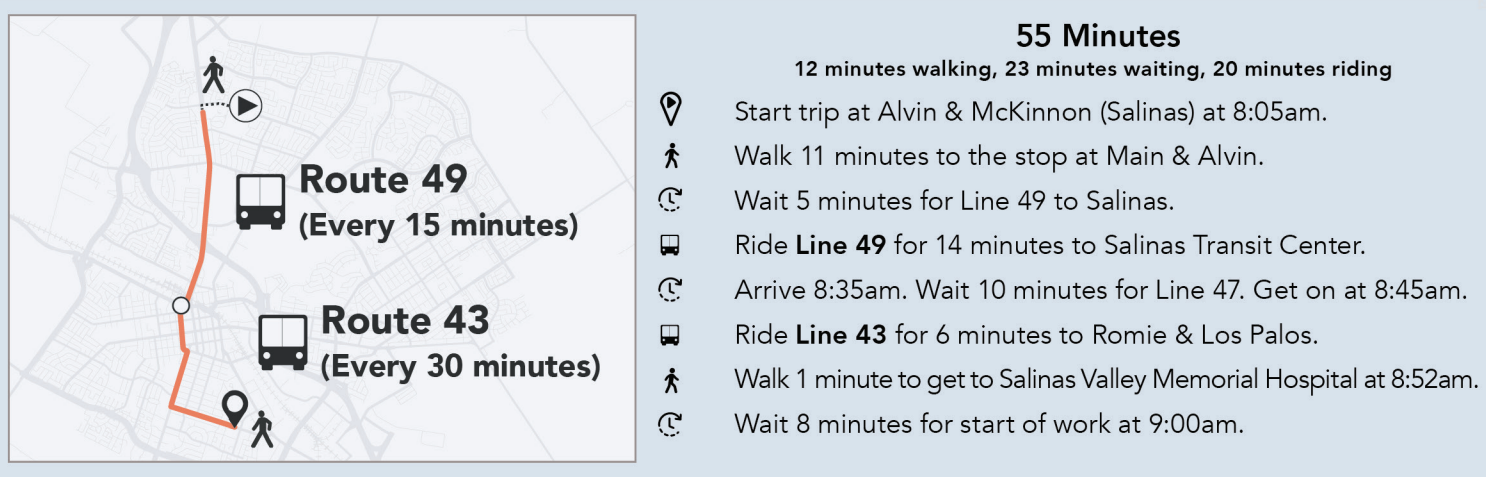 Route 49
(Every 15 minutes)
Route 43
(Every 30 minutes)
55 Minutes
12 minutes walking, 23 minutes waiting, 20 minutes riding
Start trip at Alvin & McKinnon (Salinas) at 8:05am.
Walk 11 minutes to the stop at Main & Alvin.
Wait 5 minutes for Line 49 to Salinas.
Ride Line 49 for 14 minutes to Salinas Transit Center.
Arrive 8:35am. Wait 10 minutes for Line 47. Get on at 8:45am.
Ride Line 43 for 6 minutes to Romie & Los Palos.
Walk 1 minute to get to Salinas Valley Memorial Hospital at 8:52am.
Wait 8 minutes for start of work at 9:00am.